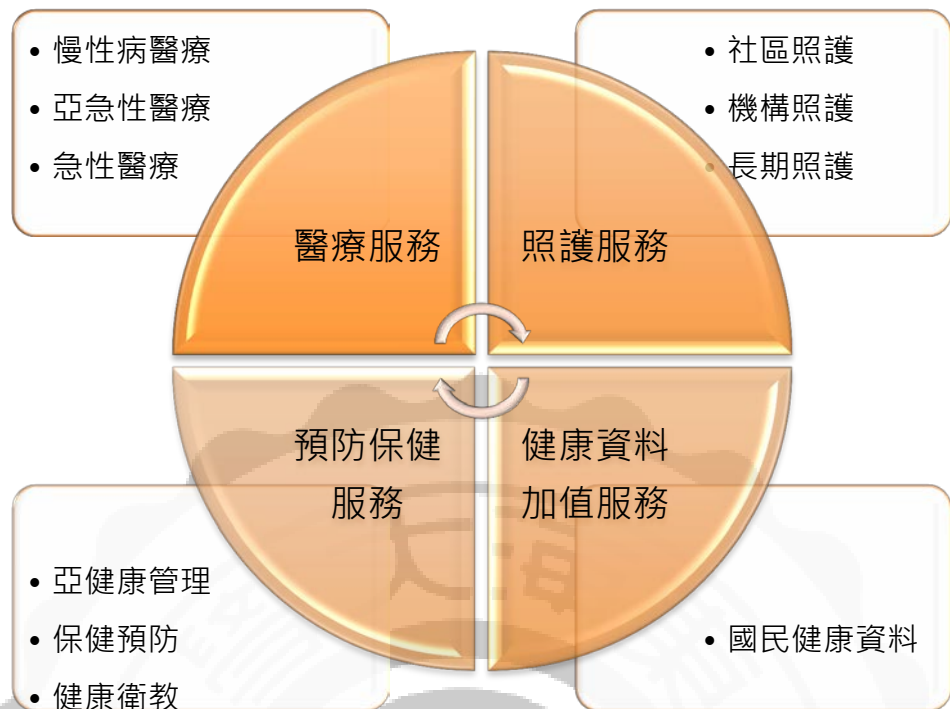 • 慢性病醫療
• 亞急性醫療
• 急性醫療
• 社區照護
• 機構照護
• 長期照護
醫療服務
照護服務
預防保健
服務
健康資料
加值服務
• 亞健康管理
• 保健預防
• 健康衛教
• 國民健康資料